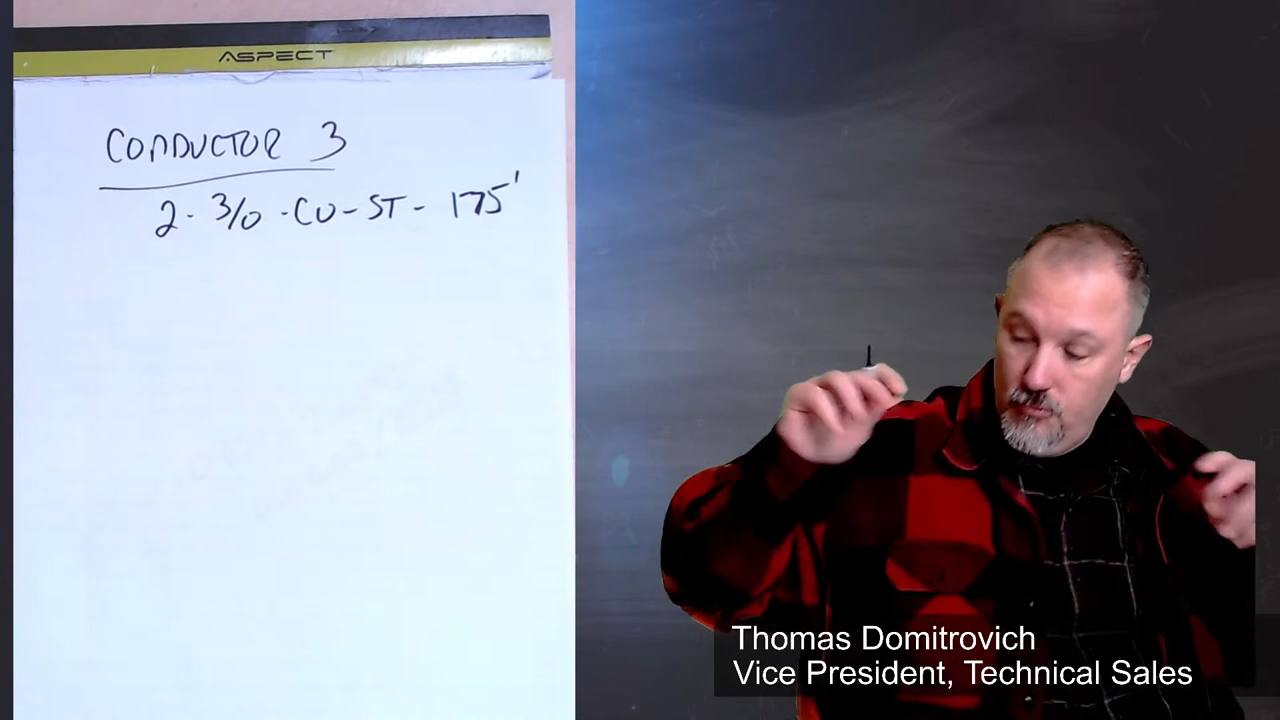 ASPECT
CONDUCTOR 3
2 - 3/0 - CU - ST - 175'
Thomas Domitrovich
Vice President, Technical Sales